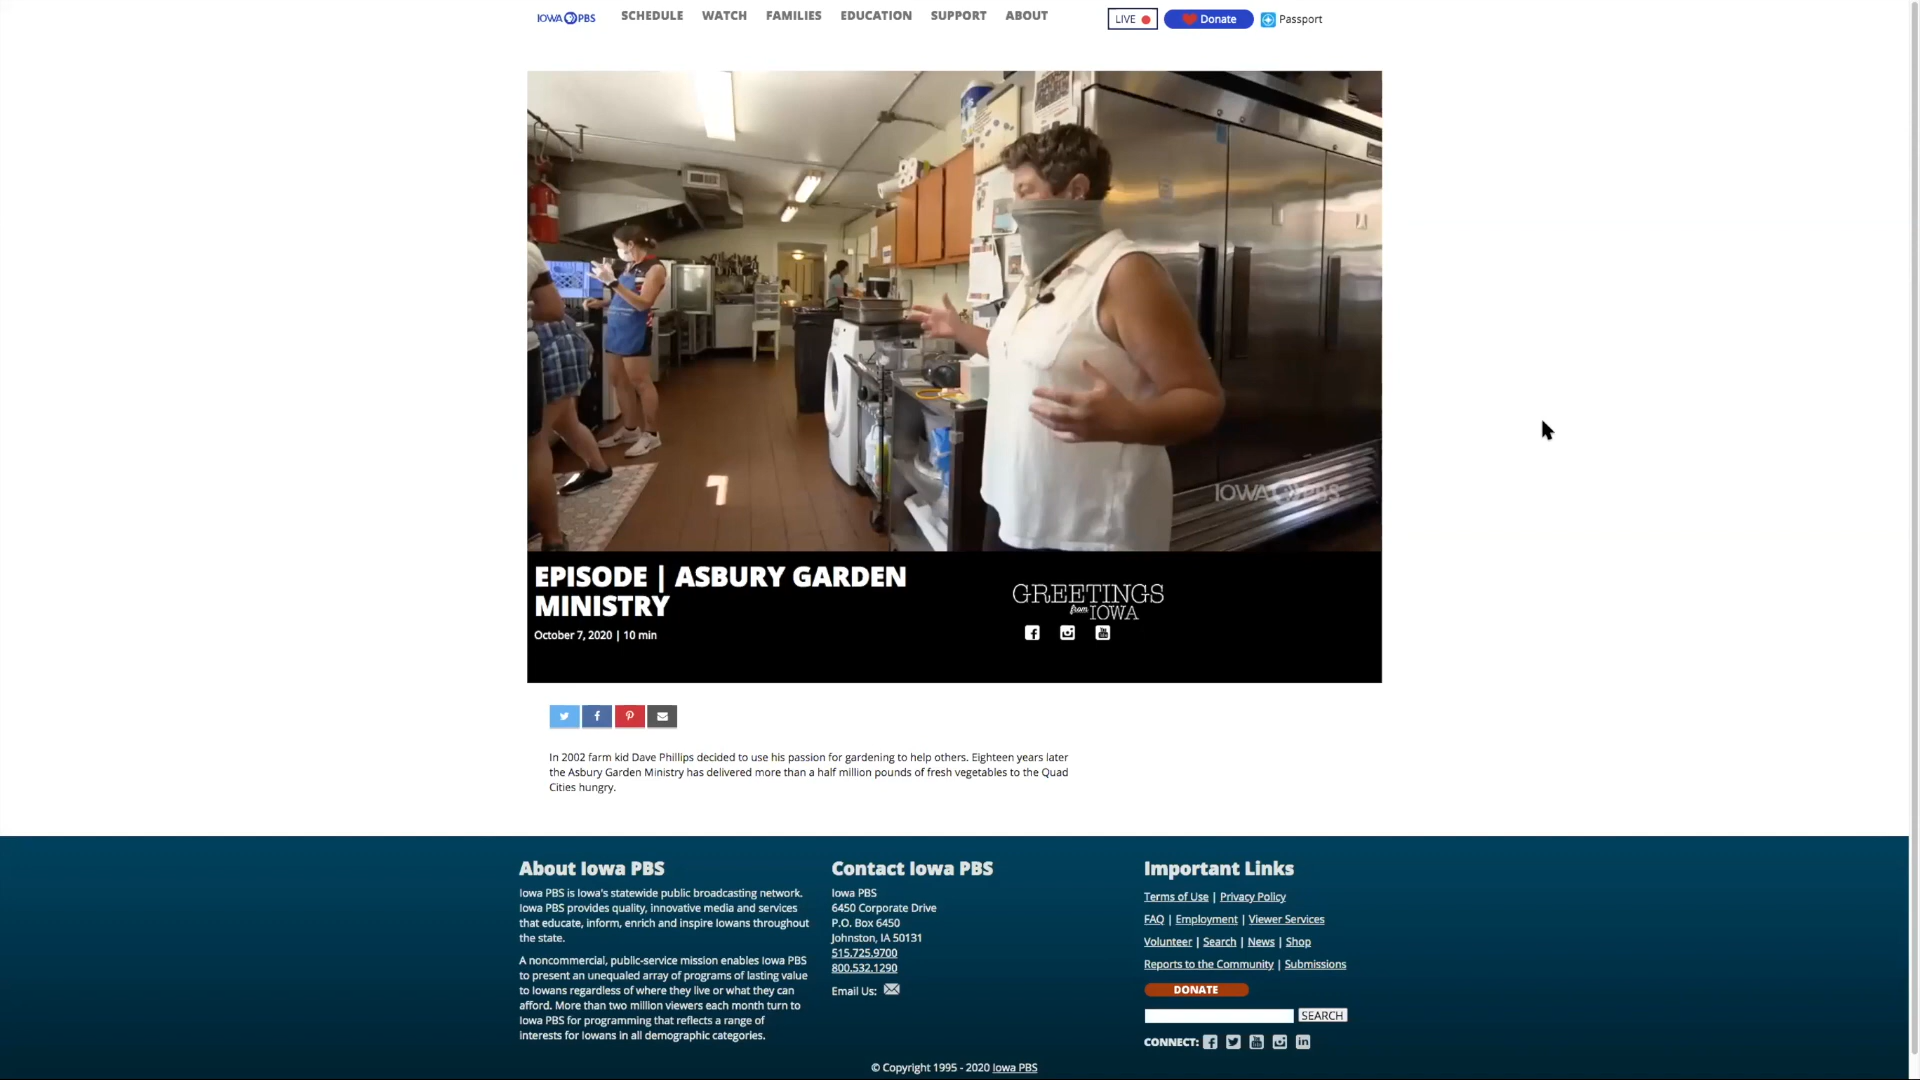 IOWA PBS SCHEDULE WATCH FAMILIES EDUCATION SUPPORT ABOUT LIVE Donate Passport
IOWA PBS
EPISODE | ASBURY GARDEN
MINISTRY
October 7, 2020 | 10 min
GREETINGS
from IOWA
In 2002 farm kid Dave Phillips decided to use his passion for gardening to help others. Eighteen years later
the Asbury Garden Ministry has delivered more than a half million pounds of fresh vegetables to the Quad
Cities hungry.
About Iowa PBS
Iowa PBS is Iowa's statewide public broadcasting network.
Iowa PBS provides quality, innovative media and services
that educate, inform, enrich and inspire Iowans throughout
the state.
A noncommercial, public-service mission enables Iowa PBS
to present an unequaled array of programs of lasting value
to Iowans regardless of where they live or what they can
afford. More than two million viewers each month turn to
Iowa PBS for programming that reflects a range of
interests for Iowans in all demographic categories.
Contact Iowa PBS
Iowa PBS
6450 Corporate Drive
P.O. Box 6450
Johnston, IA 50131
515.725.9700
800.532.1290
Email Us:
Important Links
Terms of Use | Privacy Policy
FAQ | Employment | Viewer Services
Volunteer | Search | News | Shop
Reports to the Community | Submissions
DONATE
SEARCH
CONNECT:
© Copyright 1995 - 2020 Iowa PBS